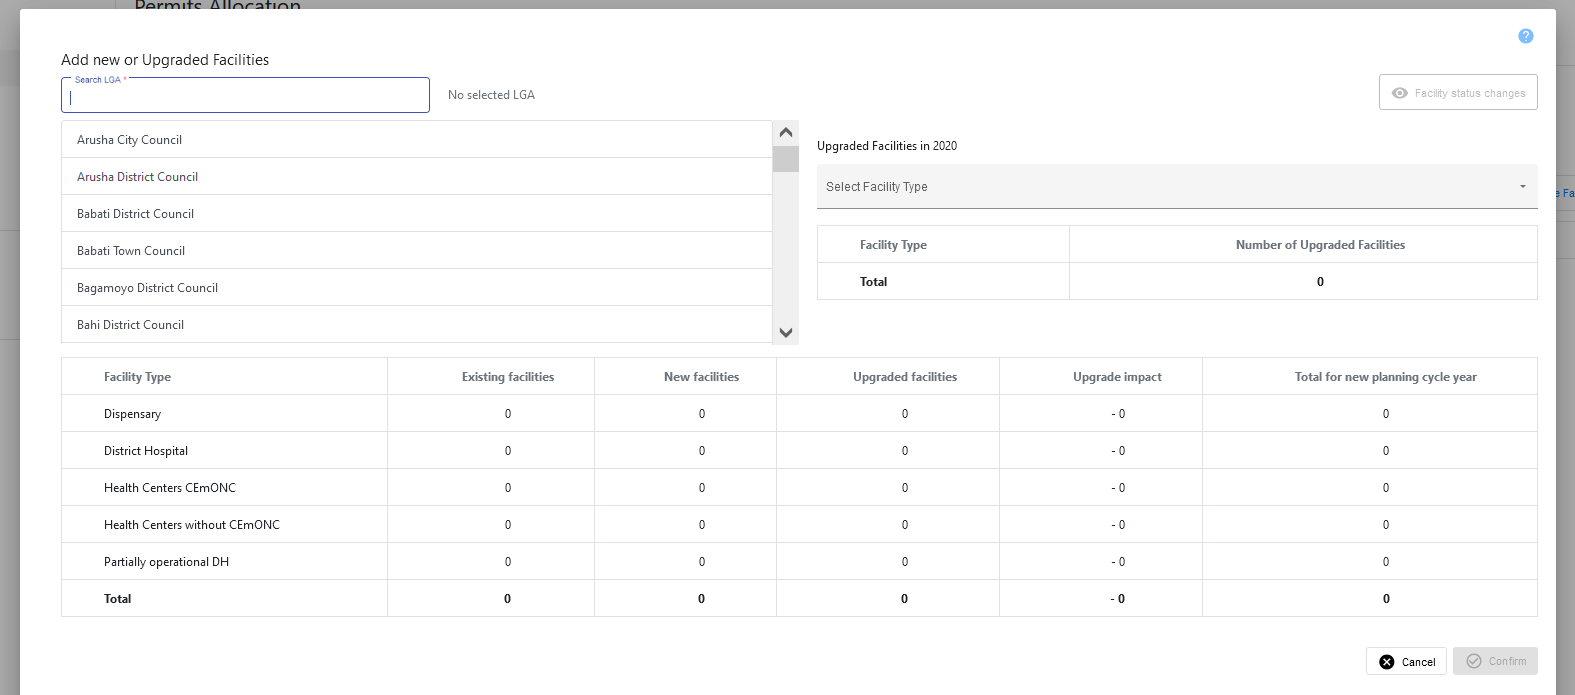 Permits Allocation
?
Add new or Upgraded Facilities
Search LGA *
No selected LGA
Facility status changes
Arusha City Council
Arusha District Council
Babati District Council
Babati Town Council
Bagamoyo District Council
Bahi District Council
Upgraded Facilities in 2020
Select Facility Type
e Fa
Facility Type Number of Upgraded Facilities
Total 0
Facility Type Existing facilities New facilities Upgraded facilities Upgrade impact Total for new planning cycle year
Dispensary 0 0 0 - 0 0
District Hospital 0 0 0 - 0 0
Health Centers CEmONC 0 0 0 - 0 0
Health Centers without CEmONC 0 0 0 - 0 0
Partially operational DH 0 0 0 - 0 0
Total 0 0 0 - 0 0
Cancel Confirm